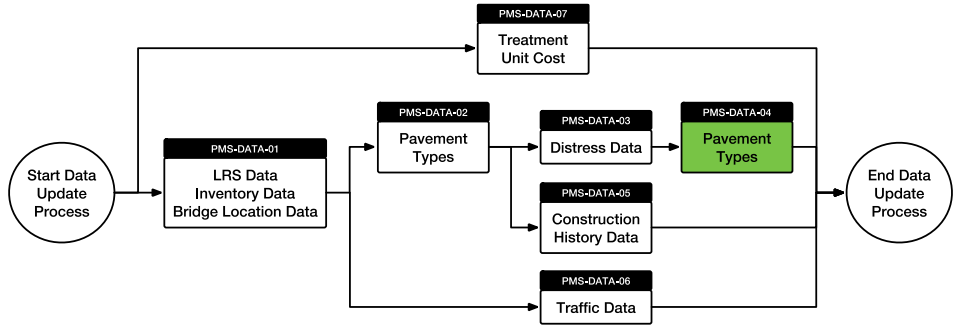 PMS-DATA-07
Treatment
Unit Cost
PMS-DATA-01
LRS Data
Inventory Data
Bridge Location Data
PMS-DATA-02
Pavement
Types
PMS-DATA-03
Distress Data
PMS-DATA-04
Pavement
Types
Start Data
Update
Process
End Data
Update
Process
PMS-DATA-05
Construction
History Data
PMS-DATA-06
Traffic Data